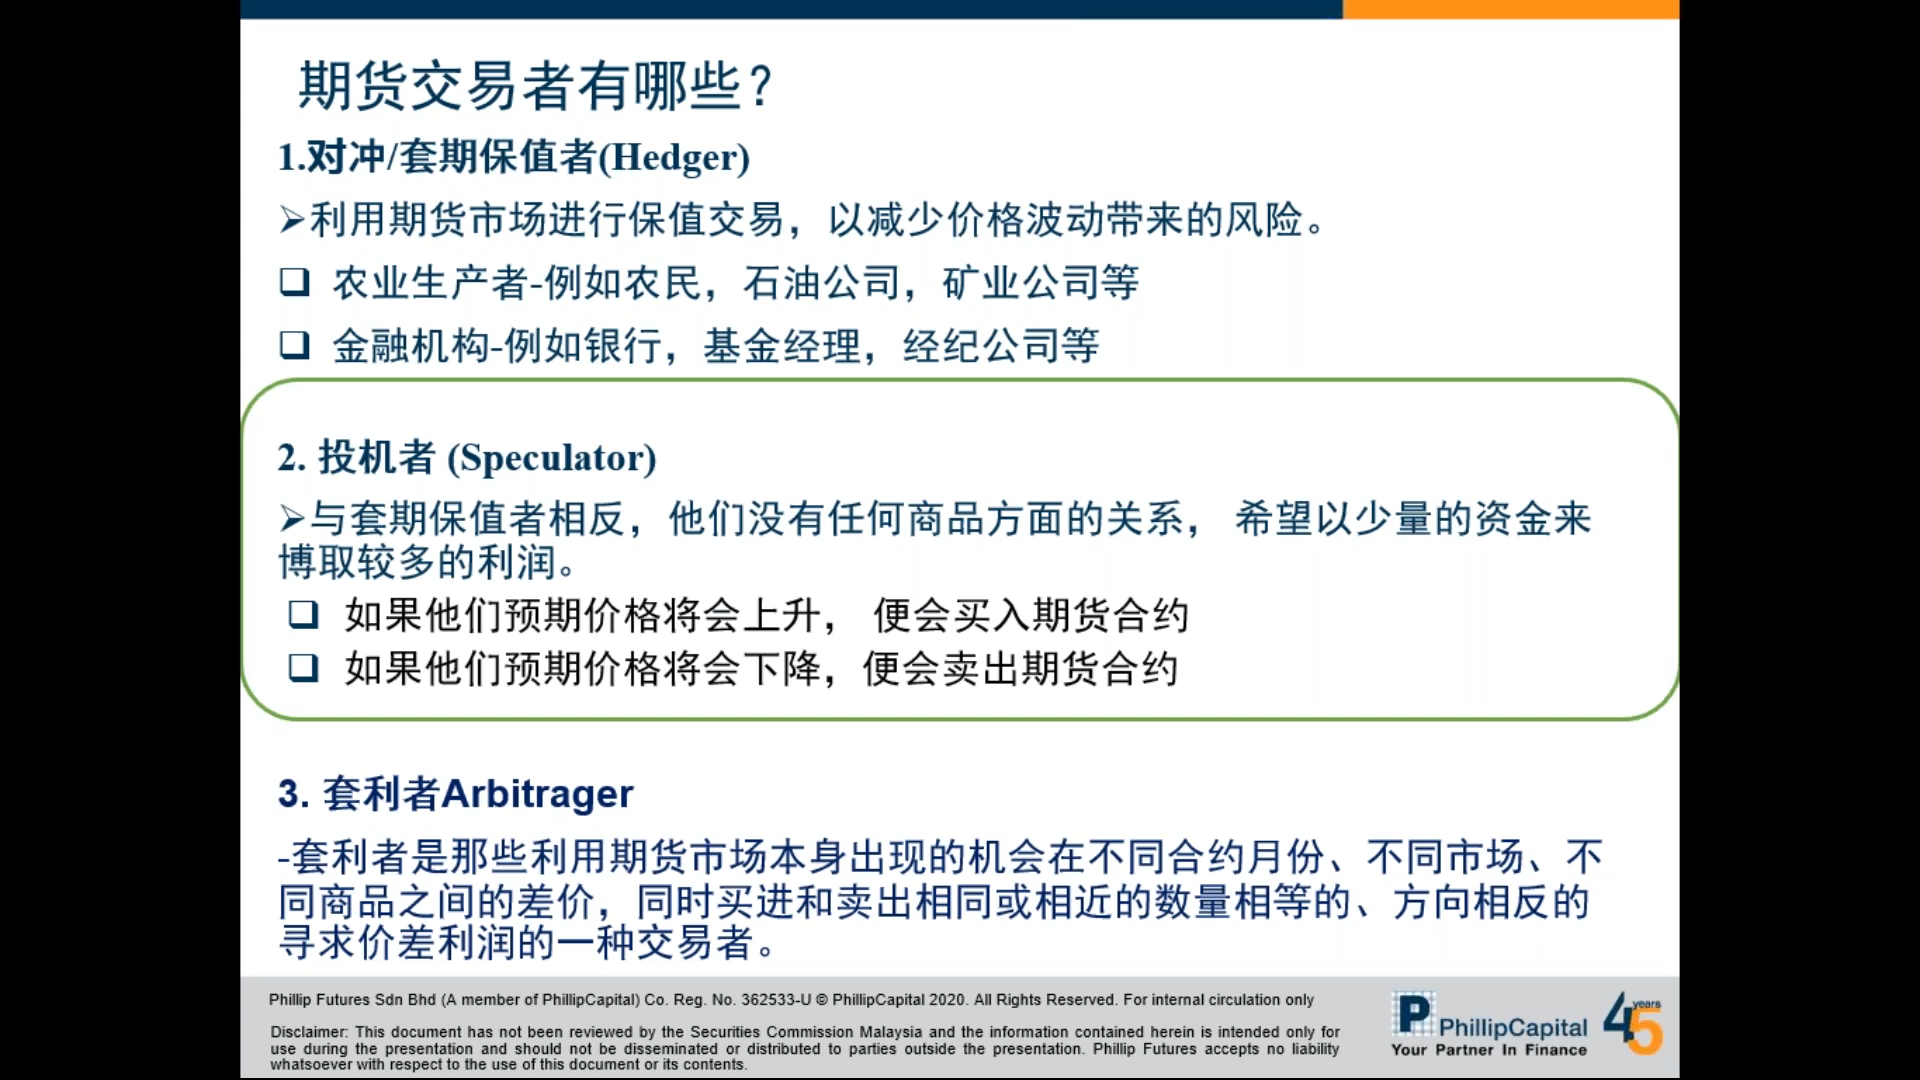 期货交易者有哪些？
1.对冲/套期保值者(Hedger)
➢利用期货市场进行保值交易，以减少价格波动带来的风险。
❑ 农业生产者-例如农民，石油公司，矿业公司等
❑ 金融机构-例如银行，基金经理，经纪公司等
2. 投机者 (Speculator)
➢与套期保值者相反，他们没有任何商品方面的关系， 希望以少量的资金来
博取较多的利润。
❑ 如果他们预期价格将会上升， 便会买入期货合约
❑ 如果他们预期价格将会下降，便会卖出期货合约
3. 套利者Arbitrager
-套利者是那些利用期货市场本身出现的机会在不同合约月份、不同市场、不
同商品之间的差价，同时买进和卖出相同或相近的数量相等的、方向相反的
寻求价差利润的一种交易者。
Phillip Futures Sdn Bhd (A member of PhillipCapital) Co. Reg. No. 362533-U © PhillipCapital 2020. All Rights Reserved. For internal circulation only
Disclaimer: This document has not been reviewed by the Securities Commission Malaysia and the information contained herein is intended only for
use during the presentation and should not be disseminated or distributed to parties outside the presentation. Phillip Futures accepts no liability
whatsoever with respect to the use of this document or its contents.
P PhillipCapital
Your Partner In Finance
45 years